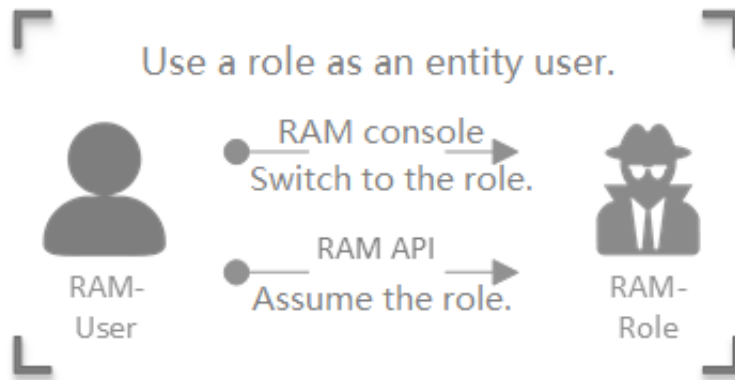 Use a role as an entity user.
RAM console
Switch to the role.
RAM API
Assume the role.
RAM-
User
RAM-
Role